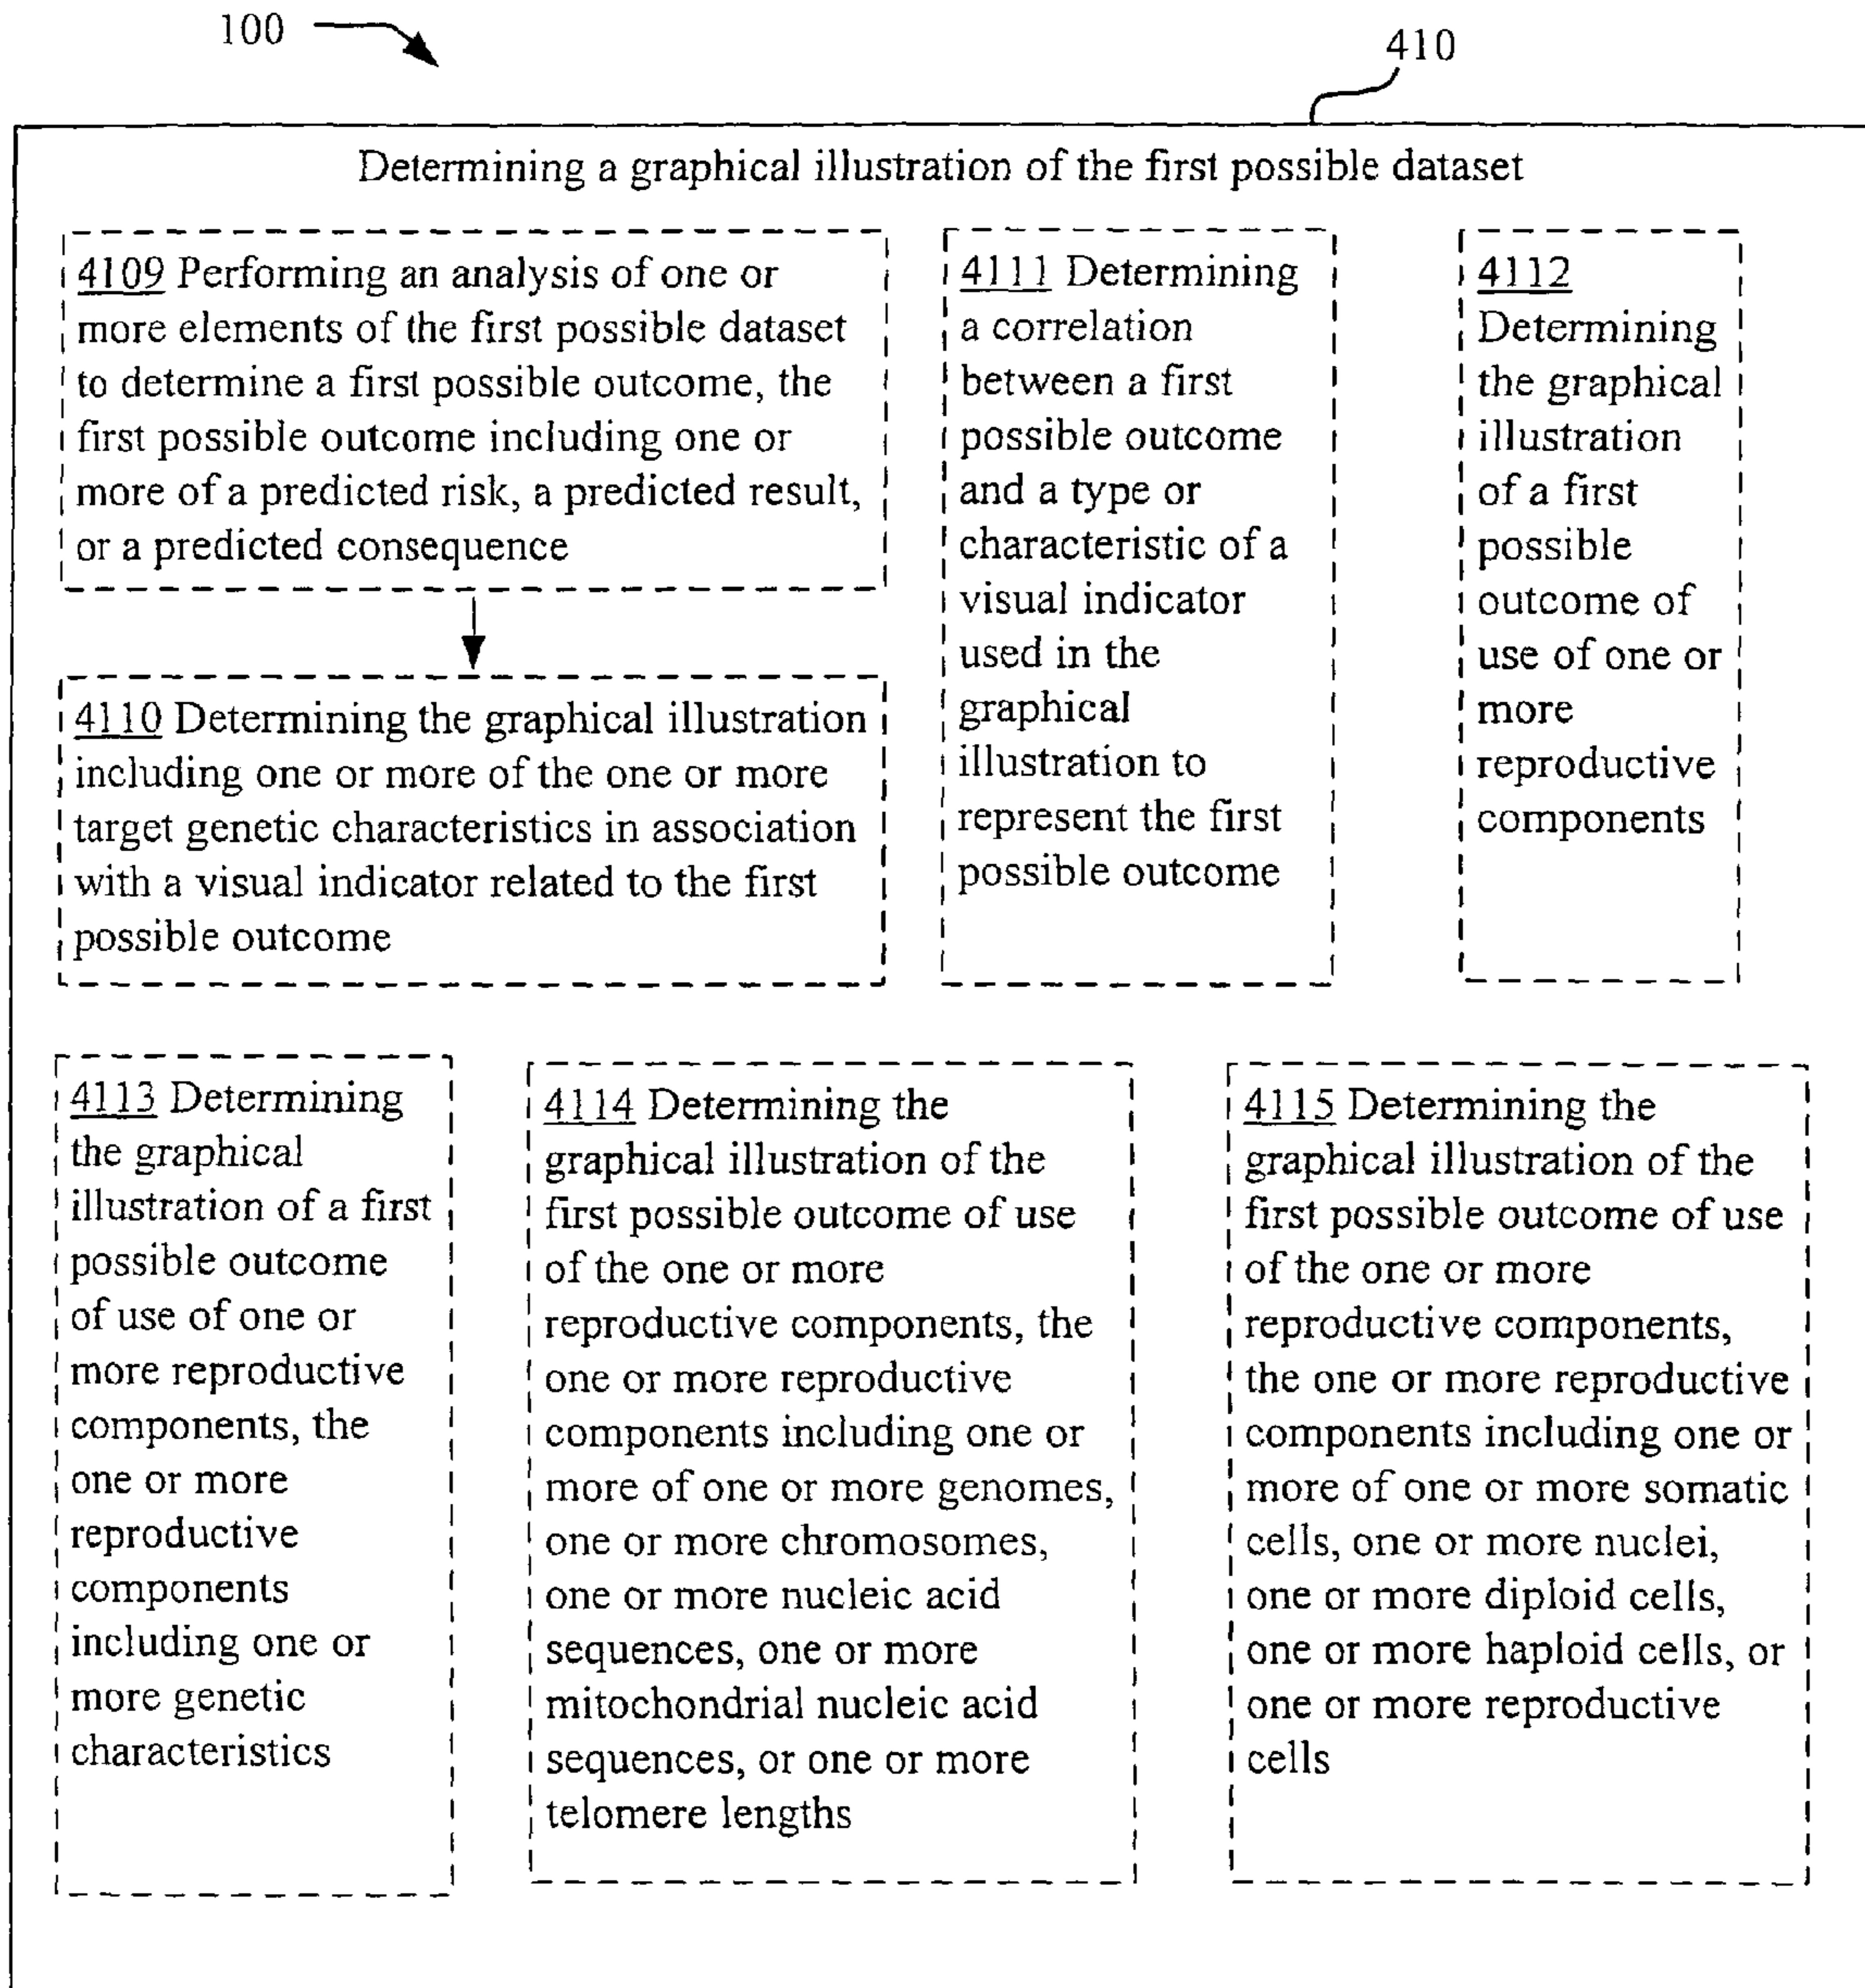 100
410
Determining a graphical illustration of the first possible dataset
4109 Performing an analysis of one or
more elements of the first possible dataset
to determine a first possible outcome, the
first possible outcome including one or
more of a predicted risk, a predicted result,
or a predicted consequence
4110 Determining the graphical illustration
including one or more of the one or more
target genetic characteristics in association
with a visual indicator related to the first
possible outcome
4111 Determining
a correlation
between a first
possible outcome
and a type or
characteristic of a
visual indicator
used in the
graphical
illustration to
represent the first
possible outcome
4112
Determining
the graphical
illustration
of a first
possible
outcome of
use of one or
more
reproductive
components
4113 Determining
the graphical
illustration of a first
possible outcome
of use of one or
more reproductive
components, the
one or more
reproductive
components
including one or
more genetic
characteristics
4114 Determining the
graphical illustration of the
first possible outcome of use
of the one or more
reproductive components, the
one or more reproductive
components including one or
more of one or more genomes,
one or more chromosomes,
one or more nucleic acid
sequences, one or more
mitochondrial nucleic acid
sequences, or one or more
telomere lengths
4115 Determining the
graphical illustration of the
first possible outcome of use
of the one or more
reproductive components,
the one or more reproductive
components including one or
more of one or more somatic
cells, one or more nuclei,
one or more diploid cells,
one or more haploid cells, or
one or more reproductive
cells